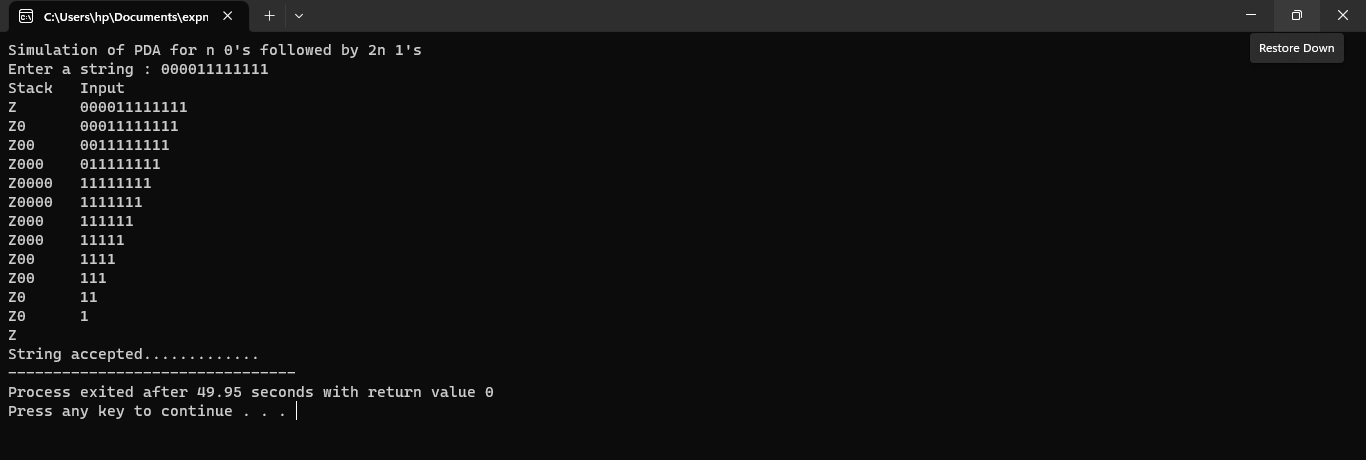 C:\Users\hp\Documents\expn
Restore Down
Simulation of PDA for n 0's followed by 2n 1's
Enter a string : 000011111111
Stack   Input
Z       000011111111
Z0      00011111111
Z00     0011111111
Z000    011111111
Z0000   11111111
Z0000   1111111
Z000    111111
Z000    11111
Z00     1111
Z00     111
Z0      11
Z0      1
Z
String accepted.............
--------------------------------
Process exited after 49.95 seconds with return value 0
Press any key to continue . . .